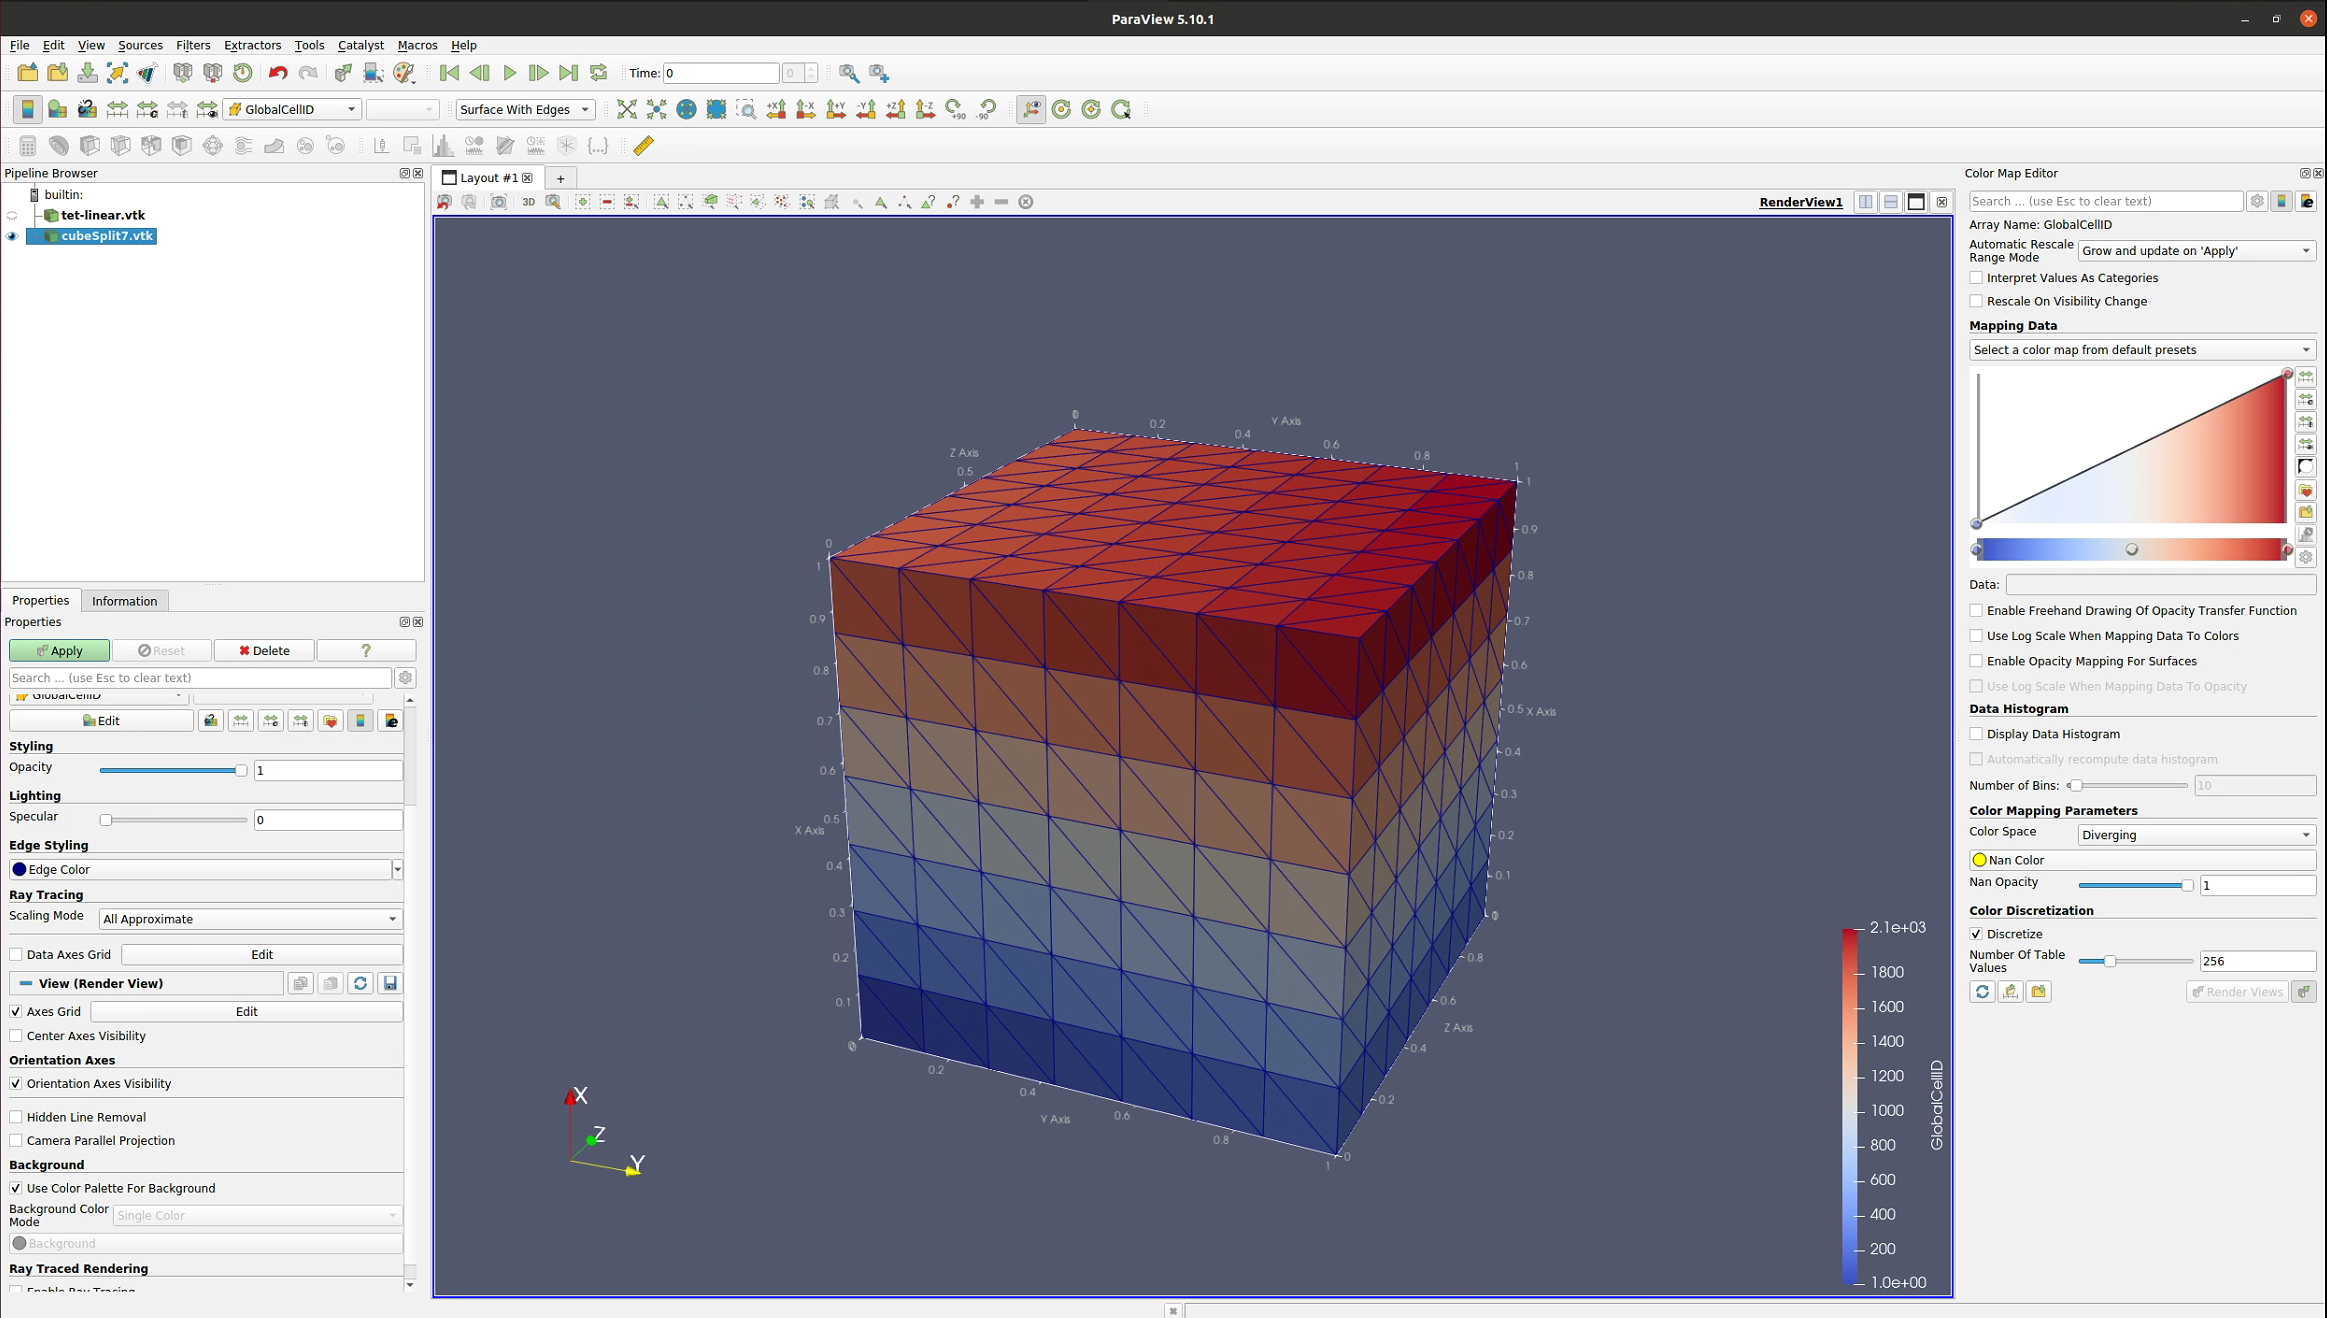 ParaView 5.10.1
File Edit View Sources Filters Extractors Tools Catalyst Macros Help
Time: 0 0
GlobalCellID Surface With Edges +X -X +Y -Y +Z -Z +90 -90
Pipeline Browser
builtin:
tet-linear.vtk
cubeSplit7.vtk
Properties Information
Properties
Apply Reset Delete ?
Search ... (use Esc to clear text)
GlobalCellID
Edit
Styling
Opacity 1
Lighting
Specular 0
Edge Styling
Edge Color
Ray Tracing
Scaling Mode All Approximate
Data Axes Grid Edit
View (Render View)
Axes Grid Edit
Center Axes Visibility
Orientation Axes
Orientation Axes Visibility
Hidden Line Removal
Camera Parallel Projection
Background
Use Color Palette For Background
Background Color
Mode Single Color
Background
Ray Traced Rendering
Enable Ray Tracing
Layout #1 +
3D RenderView1
0 0.2 Y Axis
0.4
0.6
0.8
1
Z Axis
0.5
0
1
0.9
0.8
0.7
0.6
0.5
X Axis
0.4
0.3
0.2
0.1
0
0.2
0.4
Y Axis
0.6
0.8
1
1
0.9
0.8
0.7
0.6
0.5 X Axis
0.4
0.3
0.2
0.1
0
0.8
0.6
Z Axis
0.4
0.2
0
X
Z
Y
2.1e+03
1800
1600
1400
1200
1000
800
600
400
200
1.0e+00
GlobalCellID
Color Map Editor
Search ... (use Esc to clear text)
Array Name: GlobalCellID
Automatic Rescale
Range Mode Grow and update on 'Apply'
Interpret Values As Categories
Rescale On Visibility Change
Mapping Data
Select a color map from default presets
Data:
Enable Freehand Drawing Of Opacity Transfer Function
Use Log Scale When Mapping Data To Colors
Enable Opacity Mapping For Surfaces
Use Log Scale When Mapping Data To Opacity
Data Histogram
Display Data Histogram
Automatically recompute data histogram
Number of Bins: 10
Color Mapping Parameters
Color Space Diverging
Nan Color
Nan Opacity 1
Color Discretization
Discretize
Number Of Table
Values 256
Render Views